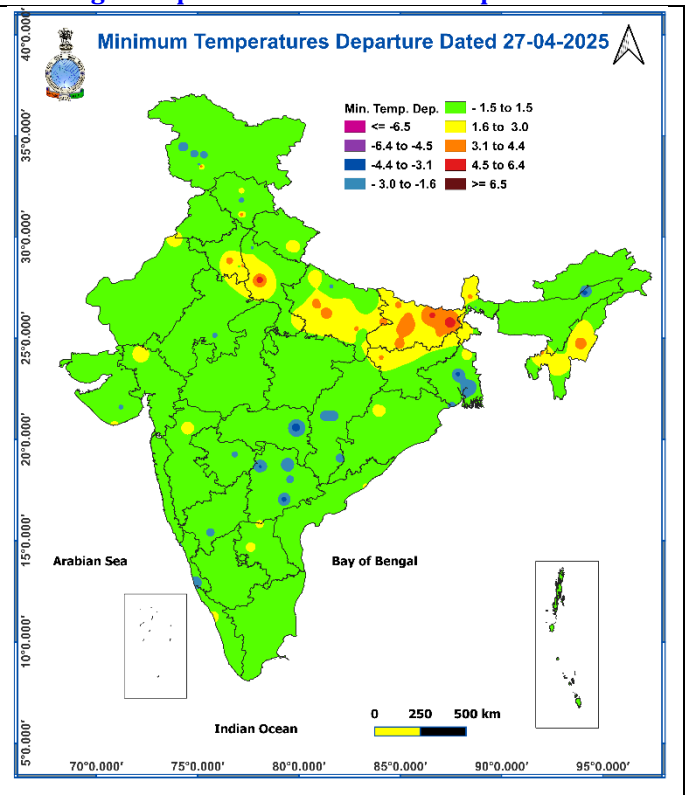 Minimum Temperatures Departure Dated 27-04-2025
Min. Temp. Dep.
<= -6.5
-6.4 to -4.5
-4.4 to -3.1
- 3.0 to -1.6
- 1.5 to 1.5
1.6 to 3.0
3.1 to 4.4
4.5 to 6.4
>= 6.5
40°0.000'
35°0.000'
30°0.000'
25°0.000'
20°0.000'
15°0.000'
10°0.000'
5°0.000'
Arabian Sea
Bay of Bengal
Indian Ocean
0 250 500 km
70°0.000'
75°0.000'
80°0.000'
85°0.000'
90°0.000'
95°0.000'